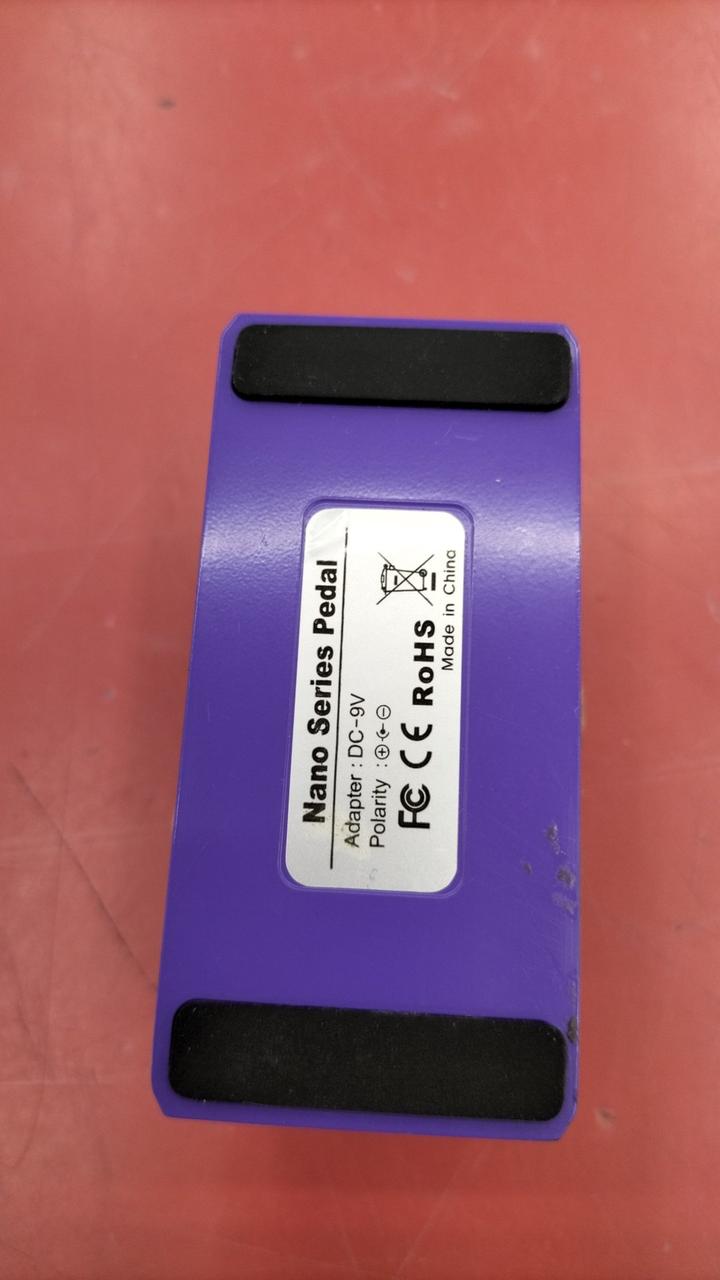 Nano Series Pedal
Adapter : DC-9V
Polarity :
FC CE RoHS
Made in China